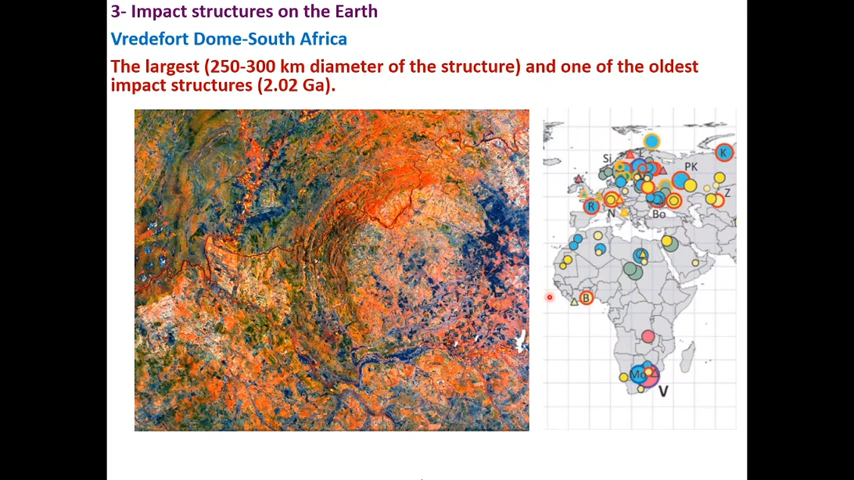 3- Impact structures on the Earth
Vredefort Dome-South Africa
The largest (250-300 km diameter of the structure) and one of the oldest
impact structures (2.02 Ga).
Si
K
PK
Z
R
N
Bo
B
Mo
V